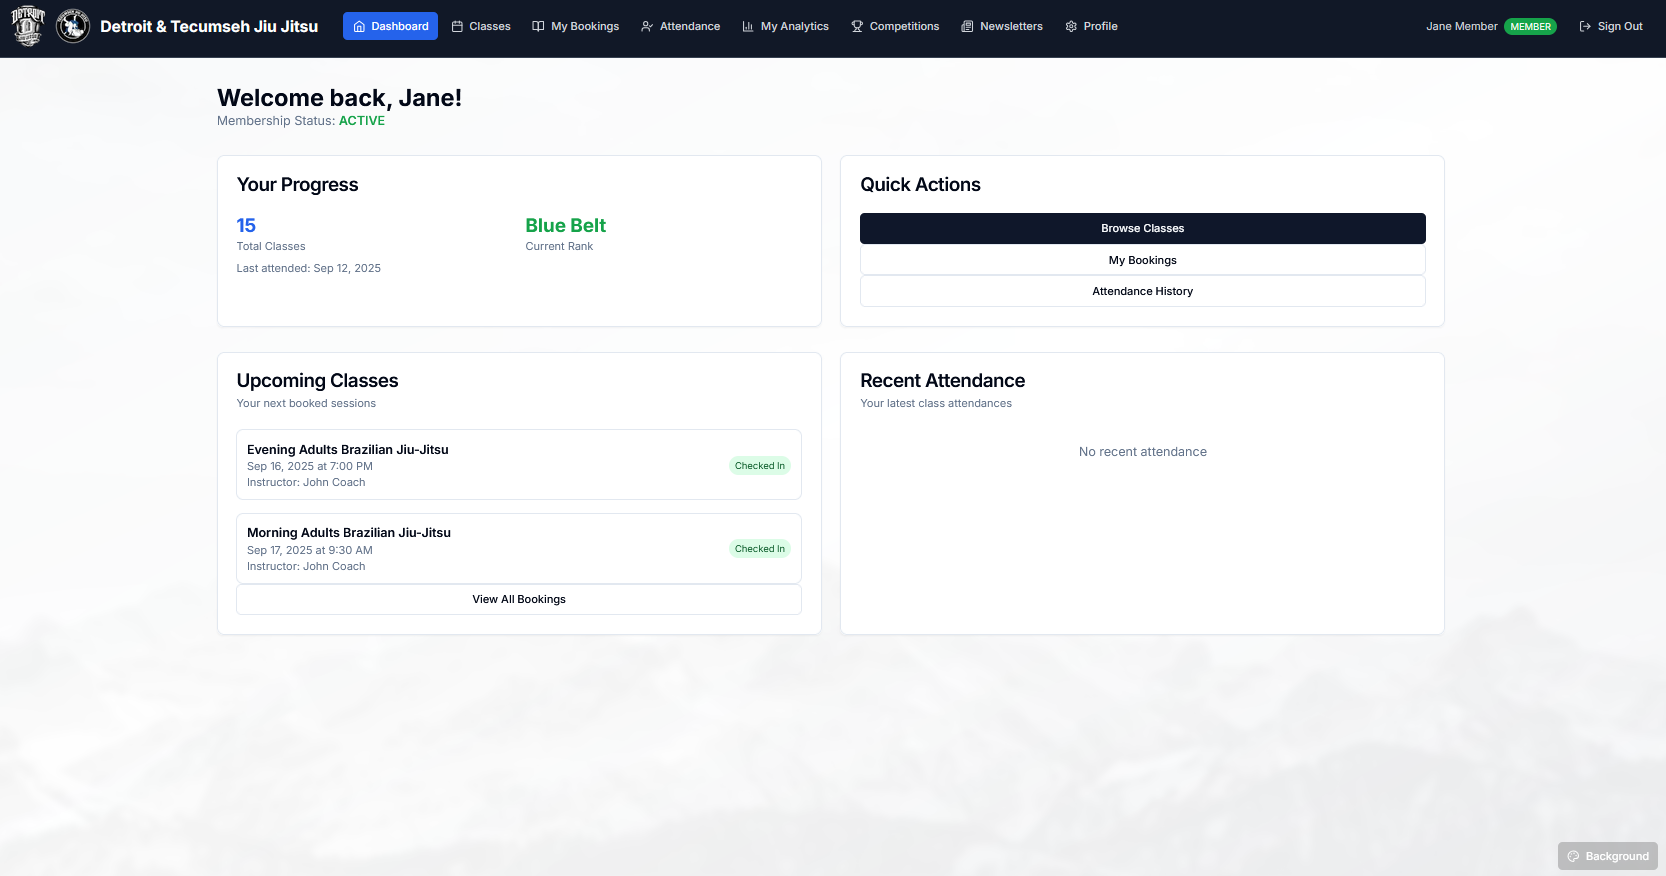 DETROIT
Detroit & Tecumseh Jiu Jitsu
Dashboard
Classes
My Bookings
Attendance
My Analytics
Competitions
Newsletters
Profile
Jane Member
MEMBER
Sign Out
Welcome back, Jane!
Membership Status: ACTIVE
Your Progress
15
Total Classes
Last attended: Sep 12, 2025
Blue Belt
Current Rank
Quick Actions
Browse Classes
My Bookings
Attendance History
Upcoming Classes
Your next booked sessions
Evening Adults Brazilian Jiu-Jitsu
Sep 16, 2025 at 7:00 PM
Instructor: John Coach
Checked In
Morning Adults Brazilian Jiu-Jitsu
Sep 17, 2025 at 9:30 AM
Instructor: John Coach
Checked In
View All Bookings
Recent Attendance
Your latest class attendances
No recent attendance
Background